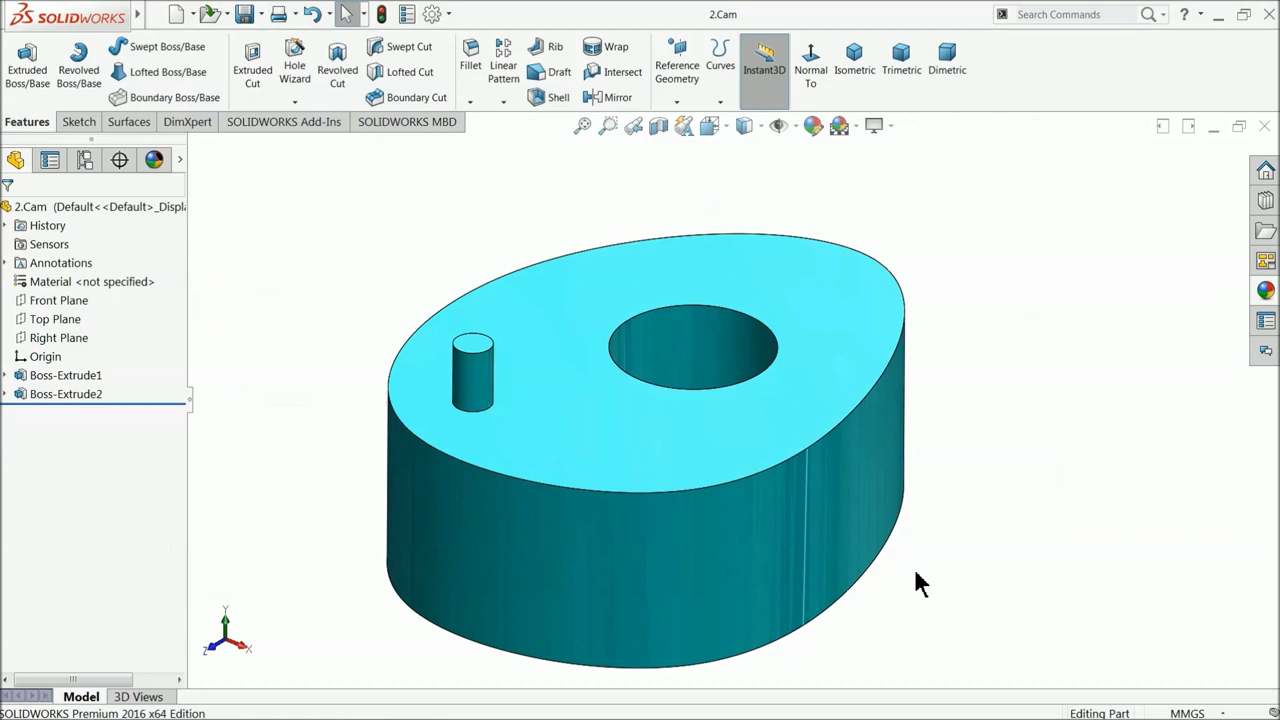 SOLIDWORKS
2.Cam
Search Commands
?
Extruded Boss/Base
Revolved Boss/Base
Swept Boss/Base
Lofted Boss/Base
Boundary Boss/Base
Extruded Cut
Hole Wizard
Revolved Cut
Swept Cut
Lofted Cut
Boundary Cut
Fillet
Linear Pattern
Rib
Draft
Shell
Wrap
Intersect
Mirror
Reference Geometry
Curves
Instant3D
Normal To
Isometric
Trimetric
Dimetric
Features
Sketch
Surfaces
DimXpert
SOLIDWORKS Add-Ins
SOLIDWORKS MBD
2.Cam (Default<<Default>_Displa
History
Sensors
Annotations
Material <not specified>
Front Plane
Top Plane
Right Plane
Origin
Boss-Extrude1
Boss-Extrude2
Y
Z
X
Model
3D Views
SOLIDWORKS Premium 2016 x64 Edition
Editing Part
MMGS